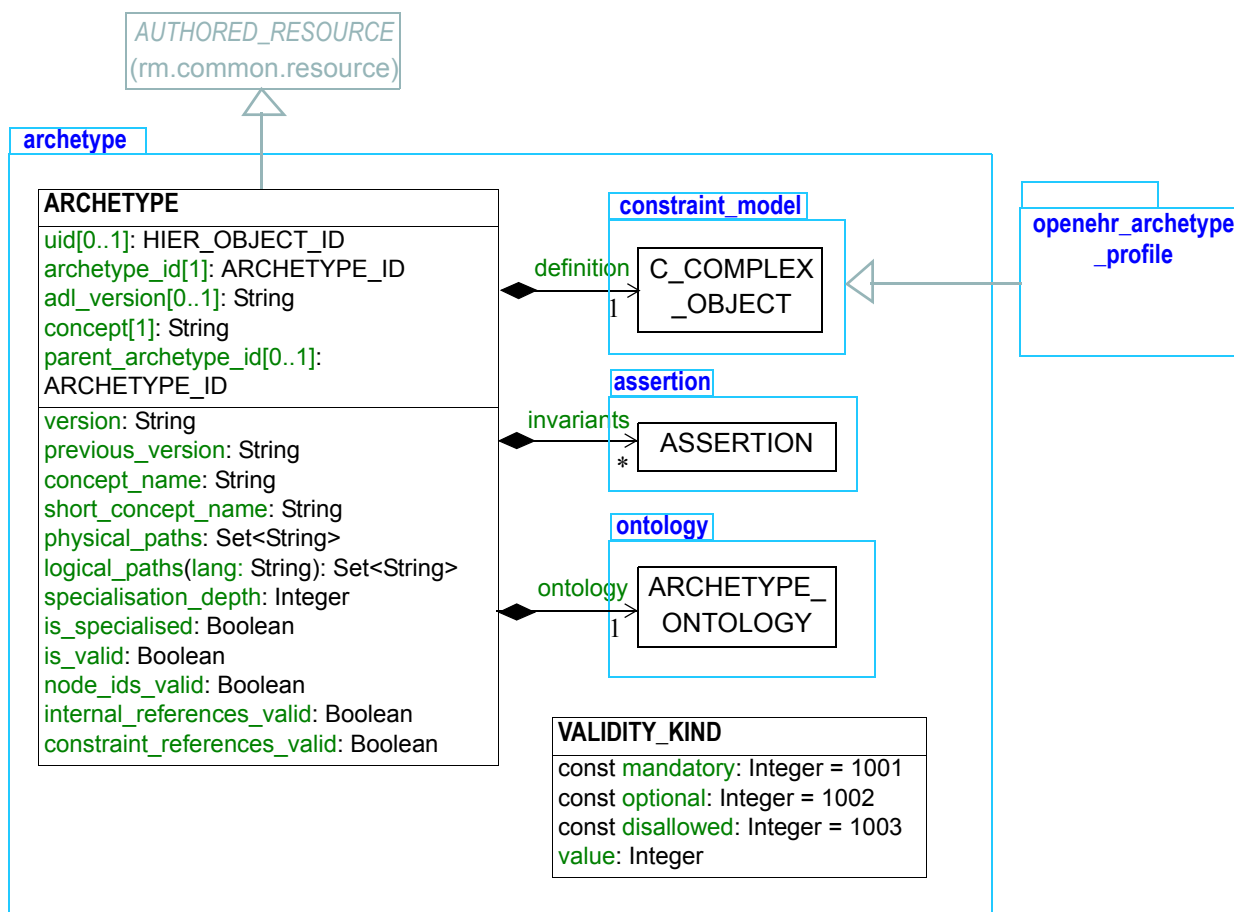 AUTHORED_RESOURCE
(rm.common.resource)
archetype
ARCHETYPE
uid[0..1]: HIER_OBJECT_ID
archetype_id[1]: ARCHETYPE_ID
adl_version[0..1]: String
concept[1]: String
parent_archetype_id[0..1]:
ARCHETYPE_ID
version: String
previous_version: String
concept_name: String
short_concept_name: String
physical_paths: Set<String>
logical_paths(lang: String): Set<String>
specialisation_depth: Integer
is_specialised: Boolean
is_valid: Boolean
node_ids_valid: Boolean
internal_references_valid: Boolean
constraint_references_valid: Boolean
definition
1
constraint_model
C_COMPLEX
_OBJECT
openehr_archetype
_profile
invariants
*
assertion
ASSERTION
ontology
1
ontology
ARCHETYPE_
ONTOLOGY
VALIDITY_KIND
const mandatory: Integer = 1001
const optional: Integer = 1002
const disallowed: Integer = 1003
value: Integer